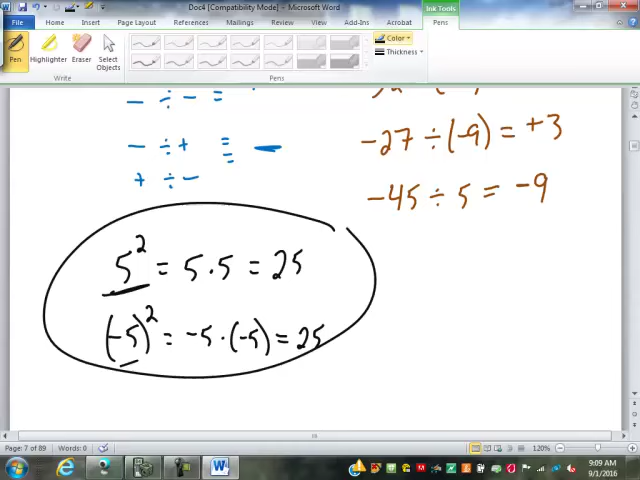 Doc4 [Compatibility Mode] - Microsoft Word
Ink Tools
File
Home
Insert
Page Layout
References
Mailings
Review
View
Add-Ins
Acrobat
Pens
Pen
Highlighter
Eraser
Select
Objects
Color
Thickness
Write
Pens
- ÷ - =
- ÷ + = -
+ ÷ - =
-27 ÷ (-9) = +3
-45 ÷ 5 = -9
5² = 5 · 5 = 25
(-5)² = -5 · (-5) = 25
Page: 7 of 89
Words: 0
120%
9:09 AM
9/1/2016